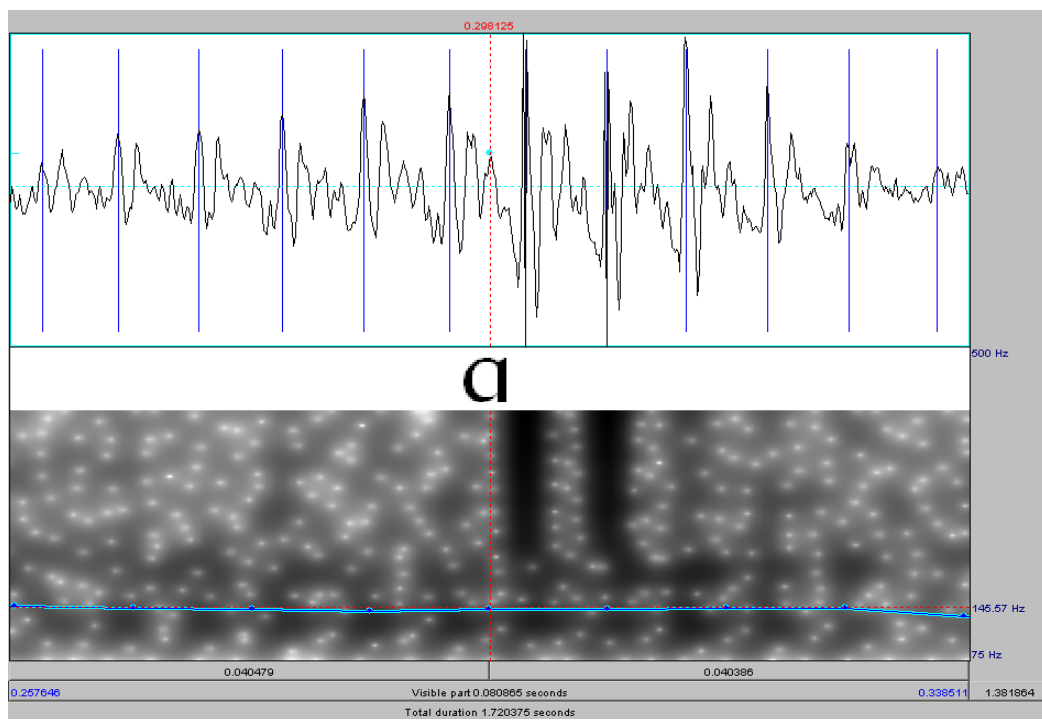 0.298125
500 Hz
ɑ
145.57 Hz
75 Hz
0.040479 0.040386
0.257646 Visible part 0.080865 seconds 0.338511 1.381864
Total duration 1.720375 seconds